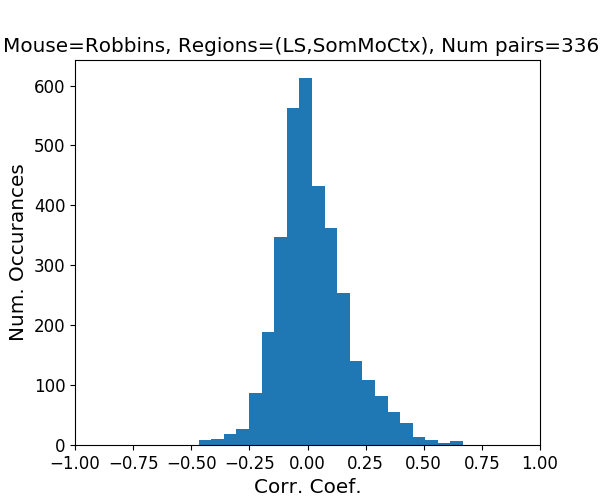 Mouse=Robbins, Regions=(LS,SomMoCtx), Num pairs=336
600
500
400
300
200
100
0
Num. Occurances
−1.00 −0.75 −0.50 −0.25 0.00 0.25 0.50 0.75 1.00
Corr. Coef.